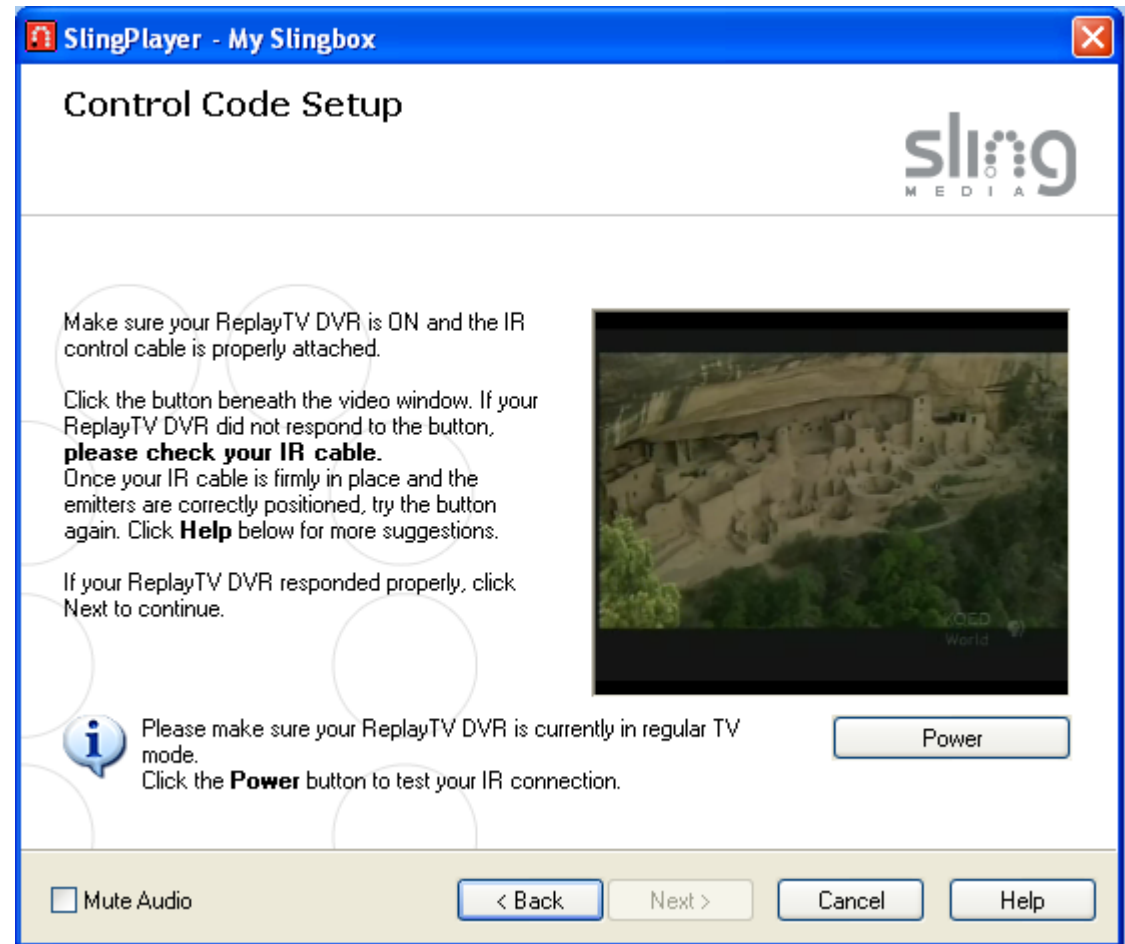 SlingPlayer - My Slingbox
Control Code Setup
sling
MEDIA
Make sure your ReplayTV DVR is ON and the IR
control cable is properly attached.
Click the button beneath the video window. If your
ReplayTV DVR did not respond to the button,
please check your IR cable.
Once your IR cable is firmly in place and the
emitters are correctly positioned, try the button
again. Click Help below for more suggestions.
If your ReplayTV DVR responded properly, click
Next to continue.
KQED
World
Please make sure your ReplayTV DVR is currently in regular TV
mode.
Click the Power button to test your IR connection.
Power
Mute Audio
< Back
Next >
Cancel
Help